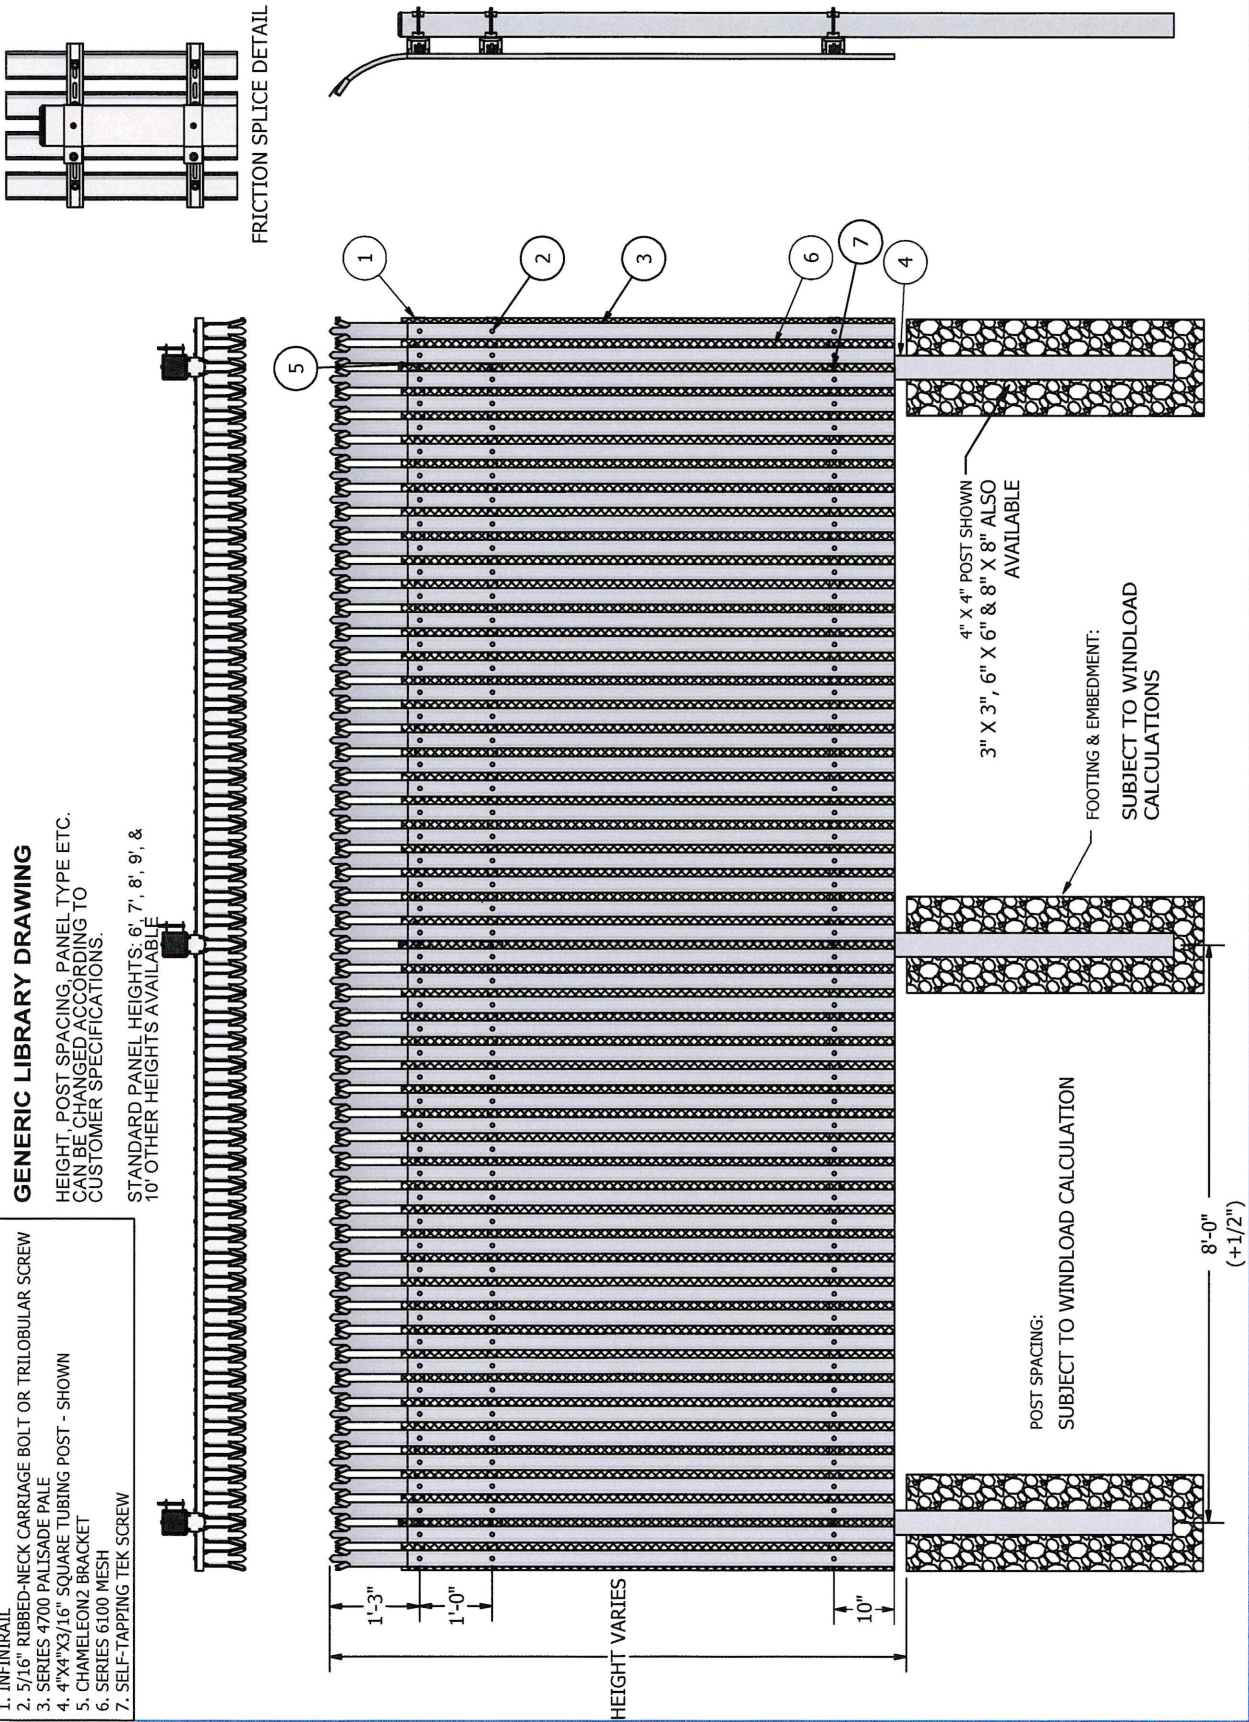 1. INFINIRAIL
2. 5/16" RIBBED-NECK CARRIAGE BOLT OR TRILOBULAR SCREW
3. SERIES 4700 PALISADE PALE
4. 4"X4"X3/16" SQUARE TUBING POST - SHOWN
5. CHAMELEON2 BRACKET
6. SERIES 6100 MESH
7. SELF-TAPPING TEK SCREW
GENERIC LIBRARY DRAWING
HEIGHT, POST SPACING, PANEL TYPE ETC.
CAN BE CHANGED ACCORDING TO
CUSTOMER SPECIFICATIONS.
STANDARD PANEL HEIGHTS: 6', 7', 8', 9', &
10' OTHER HEIGHTS AVAILABLE
FRICTION SPLICE DETAIL
1
2
3
5
6
7
4
1'-3"
1'-0"
HEIGHT VARIES
10"
4" X 4" POST SHOWN
3" X 3", 6" X 6" & 8" X 8" ALSO
AVAILABLE
FOOTING & EMBEDMENT:
SUBJECT TO WINDLOAD
CALCULATIONS
POST SPACING:
SUBJECT TO WINDLOAD CALCULATION
8'-0"
(+1/2")